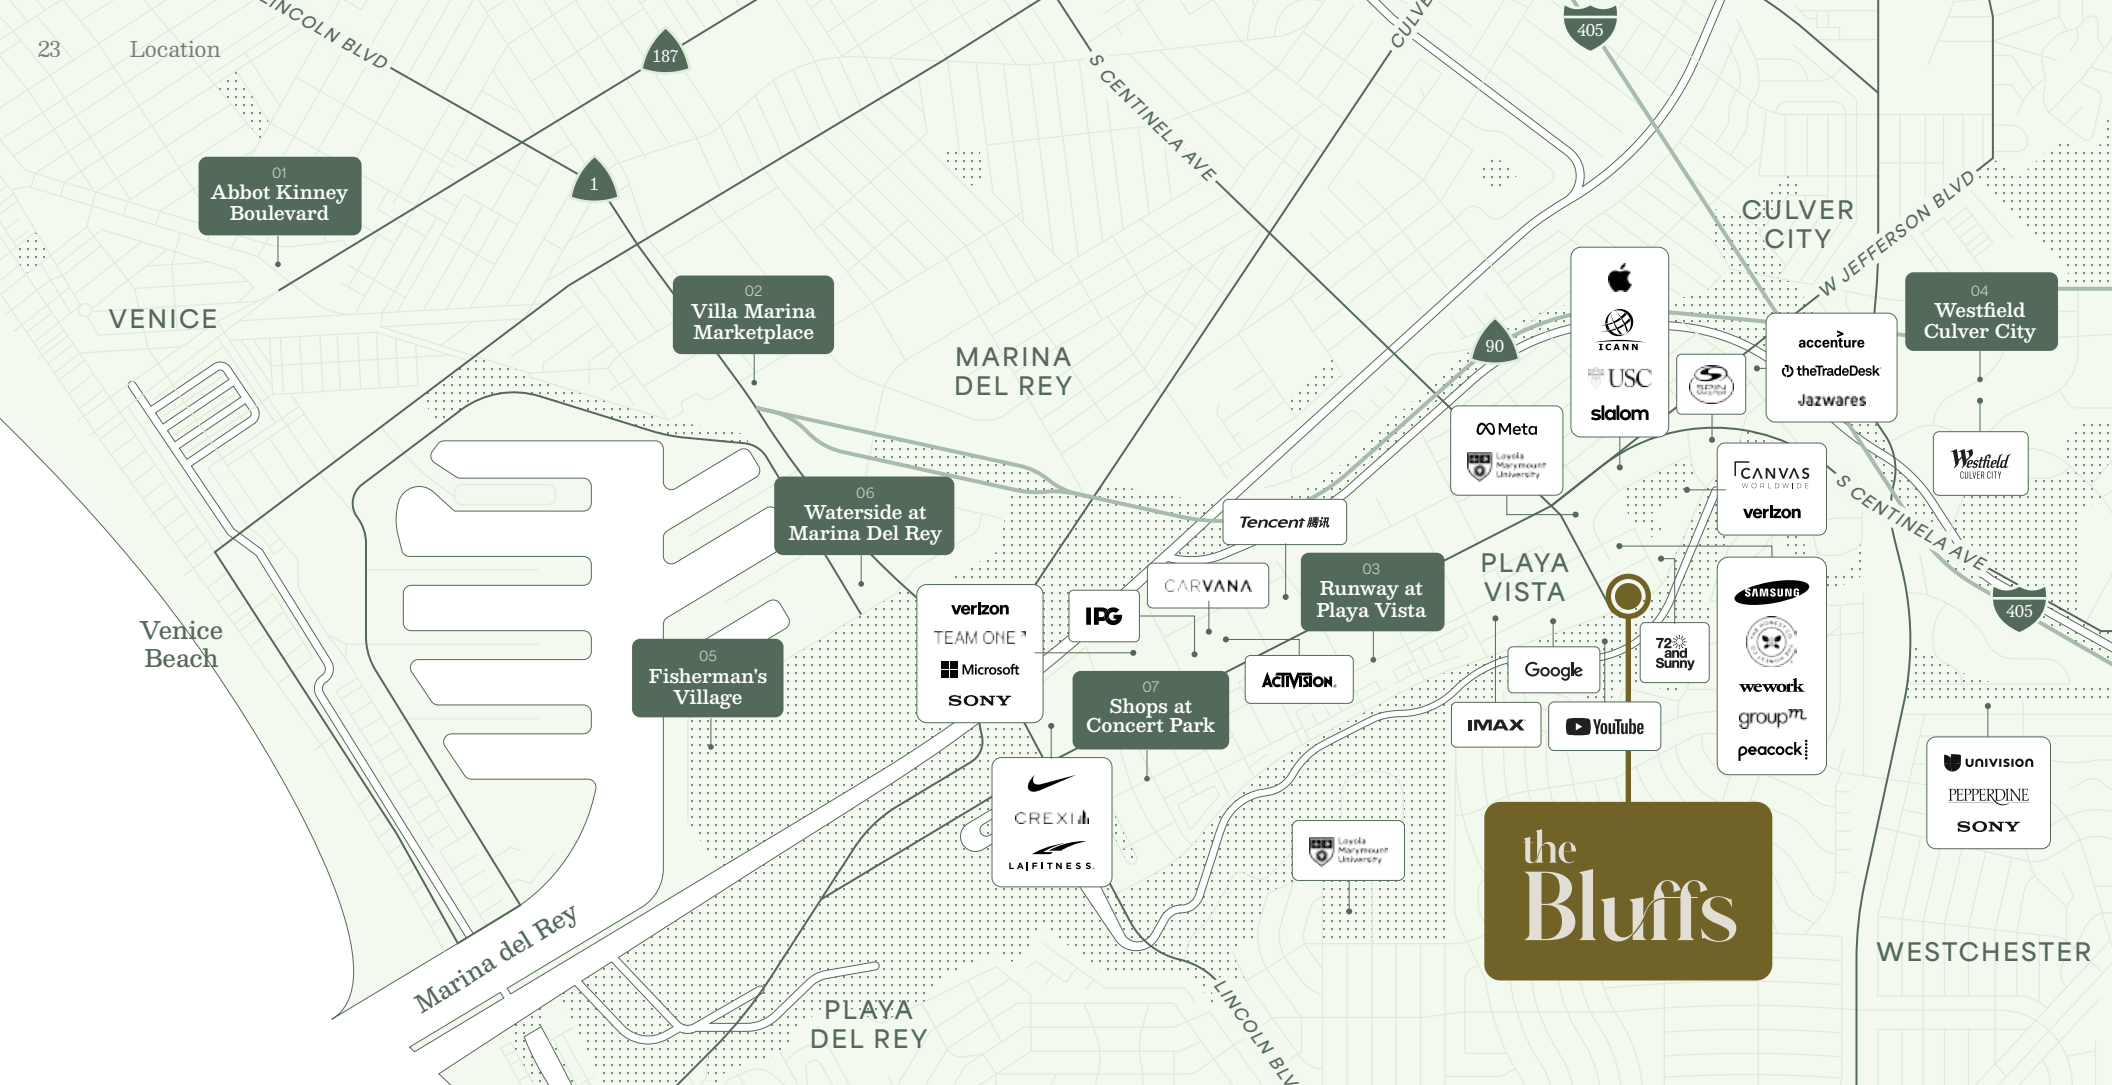 23
Location
LINCOLN BLVD
187
1
S CENTINELA AVE
405
01
Abbot Kinney
Boulevard
VENICE
02
Villa Marina
Marketplace
MARINA
DEL REY
90
CULVER
CITY
W JEFFERSON BLVD
04
Westfield
Culver City
ICANN
USC
slalom
accenture
theTradeDesk
Jazwares
Meta
Loyola
Marymount
University
CANVAS
WORLDWIDE
verizon
Westfield
CULVER CITY
S CENTINELA AVE
405
06
Waterside at
Marina Del Rey
Tencent 腾讯
CARVANA
03
Runway at
Playa Vista
PLAYA
VISTA
verizon
TEAM ONE
Microsoft
SONY
IPG
ACTIVISION
05
Fisherman's
Village
07
Shops at
Concert Park
Google
72
and
Sunny
IMAX
YouTube
SAMSUNG
wework
groupm
peacock
univision
PEPPERDINE
SONY
CREXI
LA|FITNESS.
Loyola
Marymount
University
the
Bluffs
Venice
Beach
Marina del Rey
PLAYA
DEL REY
LINCOLN BLV
WESTCHESTER